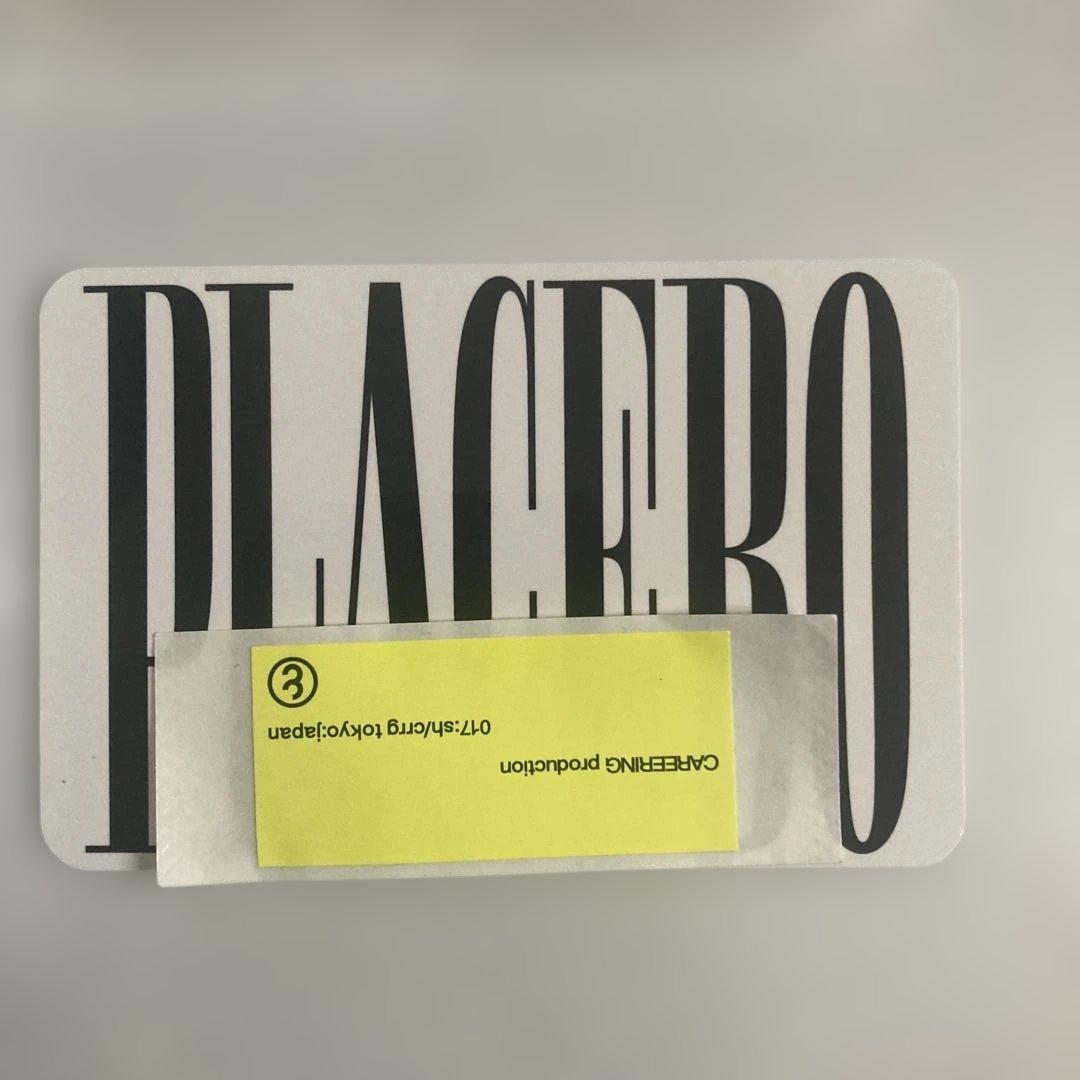 PLACEBO
CAREERING production
017:sh/crrg tokyo:japan